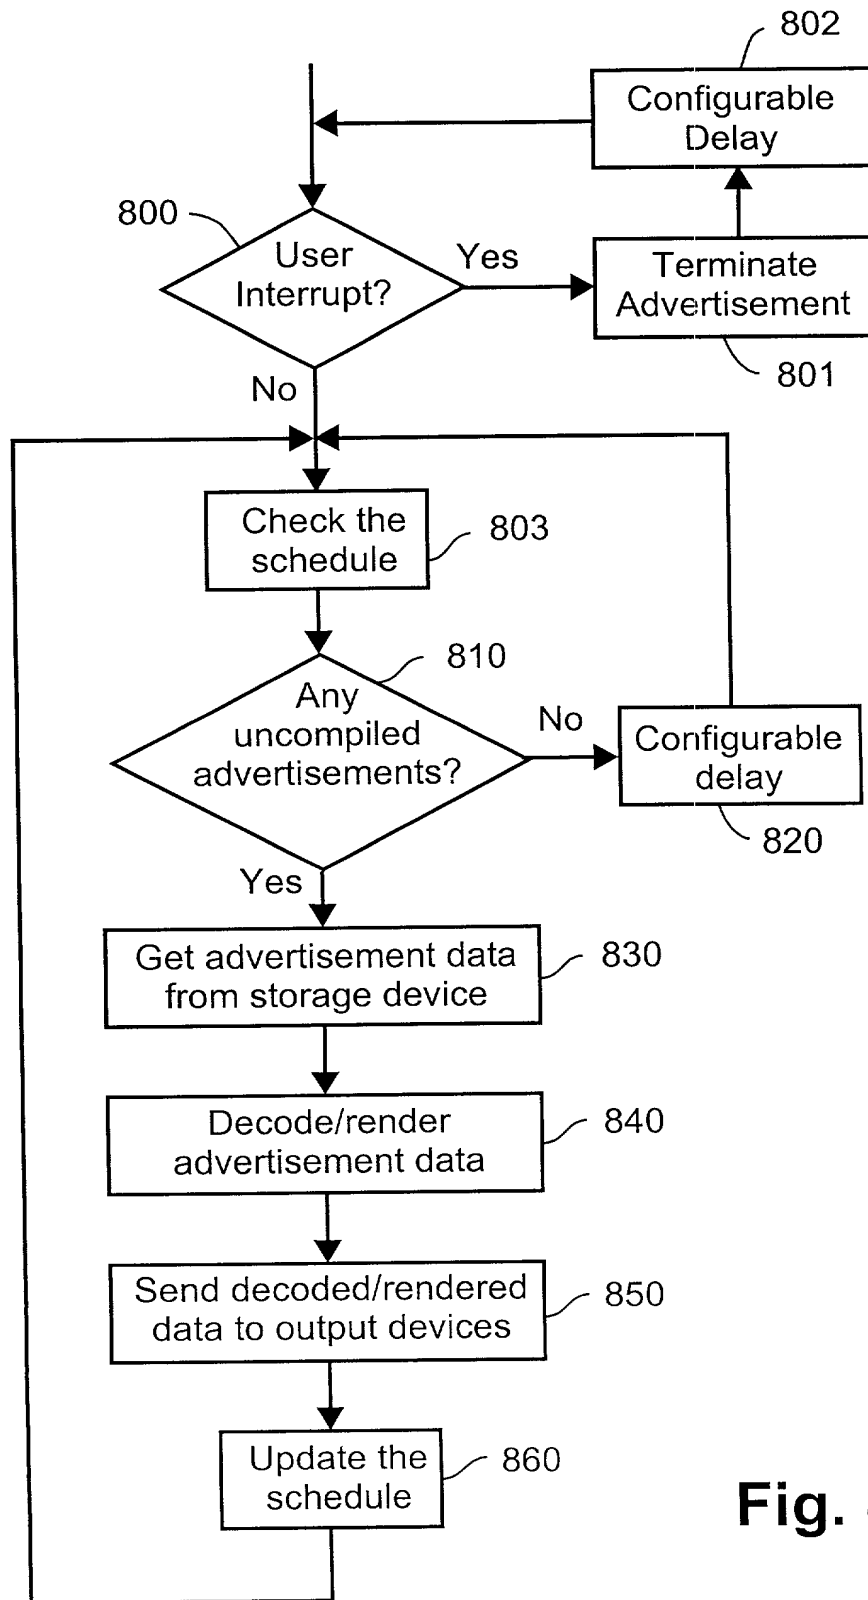 802
Configurable
Delay
800
User
Interrupt?
Yes
Terminate
Advertisement
801
No
Check the
schedule
803
810
Any
uncompiled
advertisements?
No
Configurable
delay
820
Yes
Get advertisement data
from storage device
830
Decode/render
advertisement data
840
Send decoded/rendered
data to output devices
850
Update the
schedule
860
Fig.